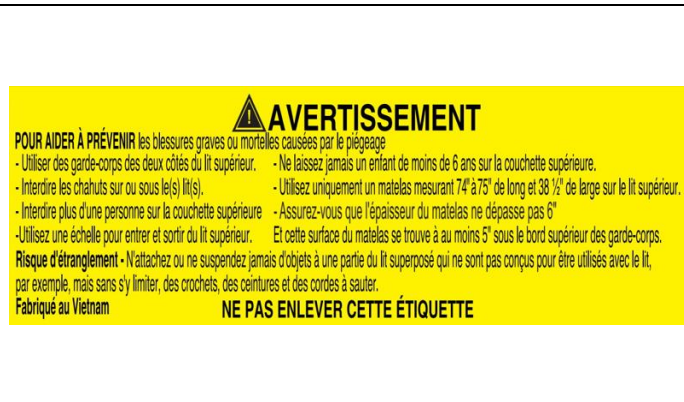 AVERTISSEMENT
POUR AIDER À PRÉVENIR les blessures graves ou mortelles causées par le piégeage
- Utiliser des garde-corps des deux côtés du lit supérieur.
- Interdire les chahuts sur ou sous le(s) lit(s).
- Interdire plus d'une personne sur la couchette supérieure
-Utilisez une échelle pour entrer et sortir du lit supérieur.
- Ne laissez jamais un enfant de moins de 6 ans sur la couchette supérieure.
- Utilisez uniquement un matelas mesurant 74" à 75" de long et 38 ½" de large sur le lit supérieur.
- Assurez-vous que l'épaisseur du matelas ne dépasse pas 6"
Et cette surface du matelas se trouve à au moins 5" sous le bord supérieur des garde-corps.
Risque d'étranglement - N'attachez ou ne suspendez jamais d'objets à une partie du lit superposé qui ne sont pas conçus pour être utilisés avec le lit,
par exemple, mais sans s'y limiter, des crochets, des ceintures et des cordes à sauter.
Fabriqué au Vietnam
NE PAS ENLEVER CETTE ÉTIQUETTE